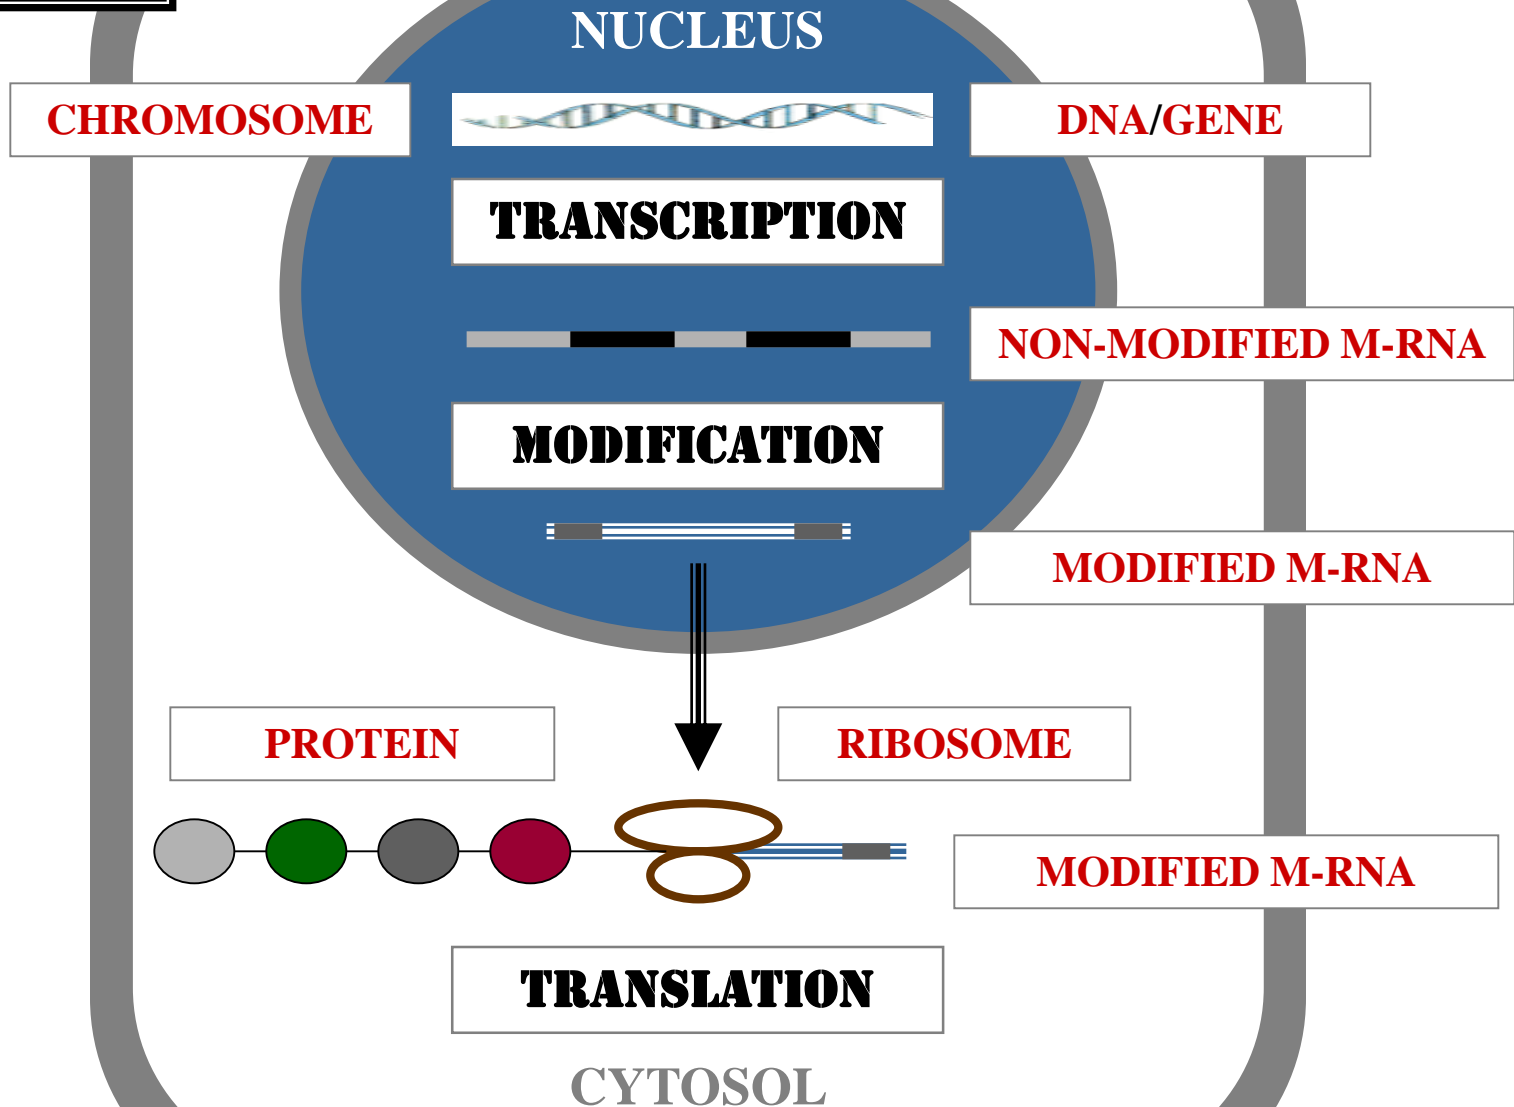 NUCLEUS
CHROMOSOME
DNA/GENE
TRANSCRIPTION
NON-MODIFIED M-RNA
MODIFICATION
MODIFIED M-RNA
PROTEIN
RIBOSOME
MODIFIED M-RNA
TRANSLATION
CYTOSOL